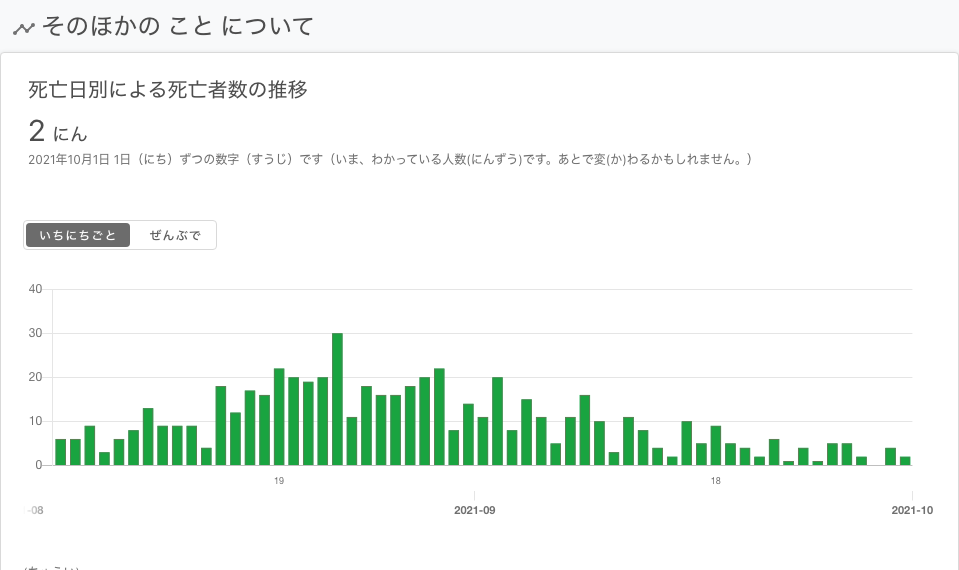 そのほかの こと について
死亡日別による死亡者数の推移
2 にん
2021年10月1日 1日（にち）ずつの数字（すうじ）です（いま、わかっている人数(にんずう)です。あとで変(か)わるかもしれません。）
いちにちごと ぜんぶで
40
30
20
10
0
19 18
-08 2021-09 2021-10